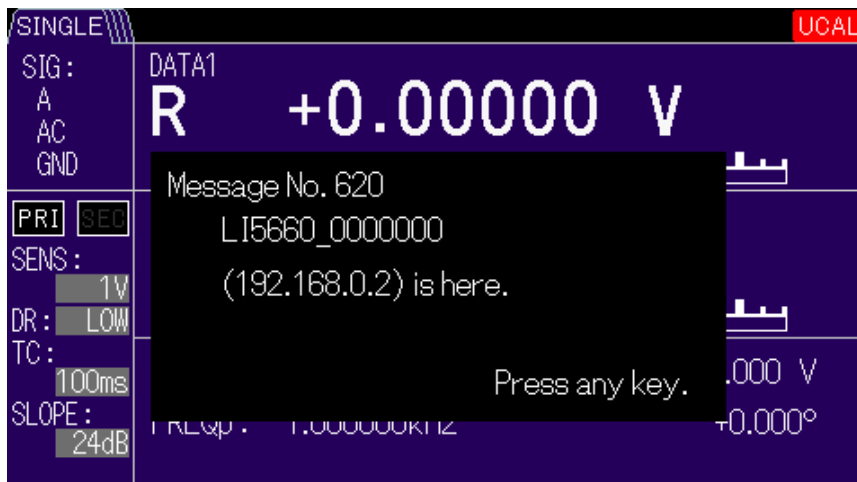 SINGLE
UCAL
SIG:
A
AC
GND
DATA1
R +0.00000 V
Message No. 620
LI5660_0000000
(192.168.0.2) is here.
Press any key.
PRI SEC
SENS:
1V
DR: LOW
TC:
100ms
SLOPE:
24dB
.000 V
+0.000°